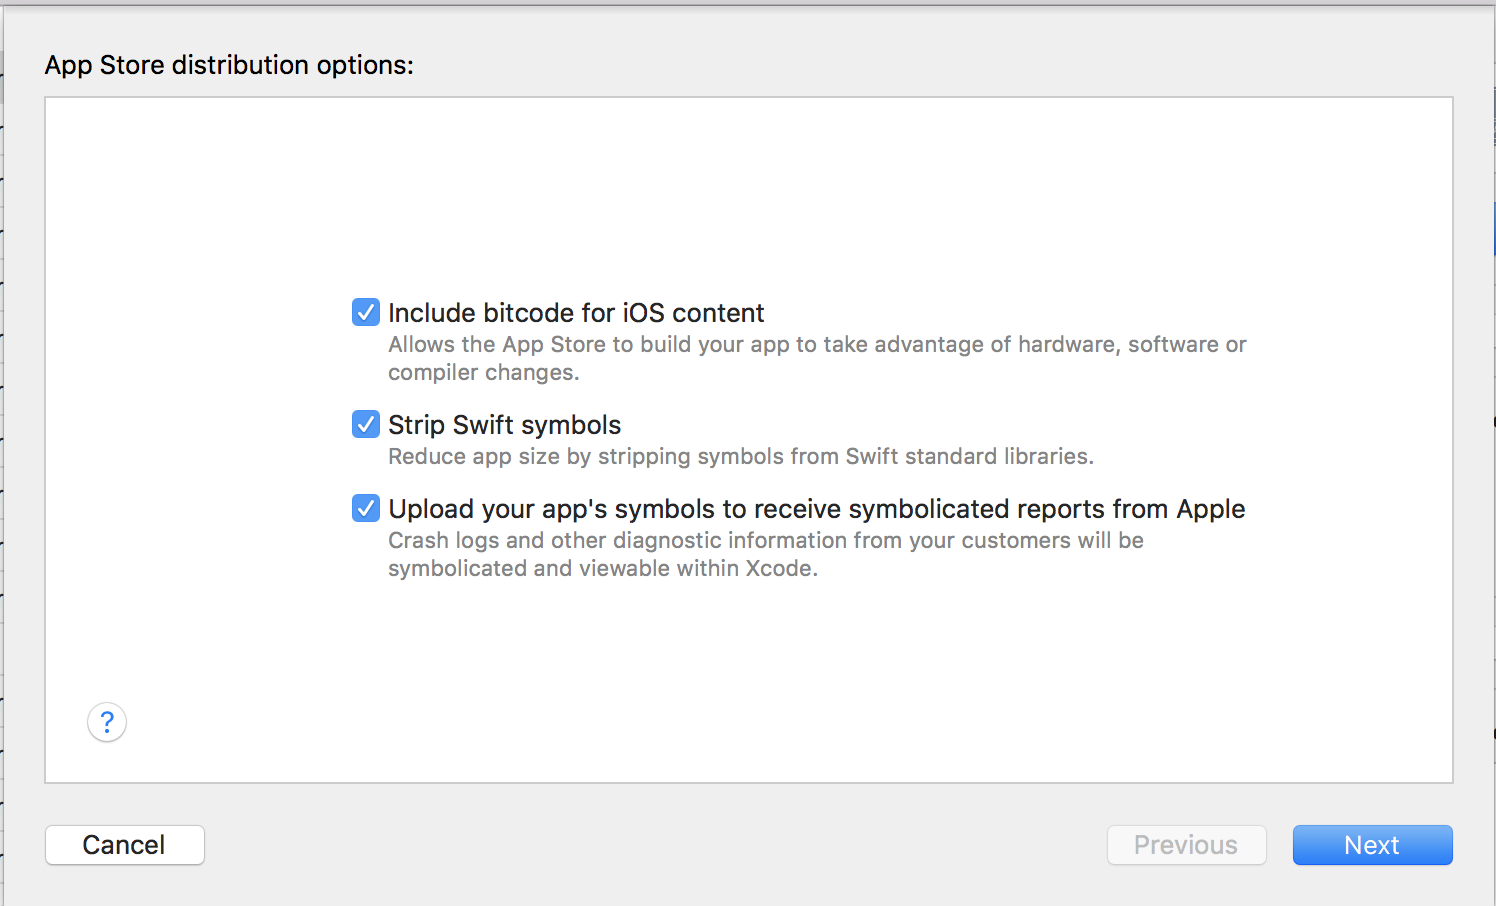 App Store distribution options:
Include bitcode for iOS content
Allows the App Store to build your app to take advantage of hardware, software or
compiler changes.
Strip Swift symbols
Reduce app size by stripping symbols from Swift standard libraries.
Upload your app's symbols to receive symbolicated reports from Apple
Crash logs and other diagnostic information from your customers will be
symbolicated and viewable within Xcode.
?
Cancel
Previous
Next